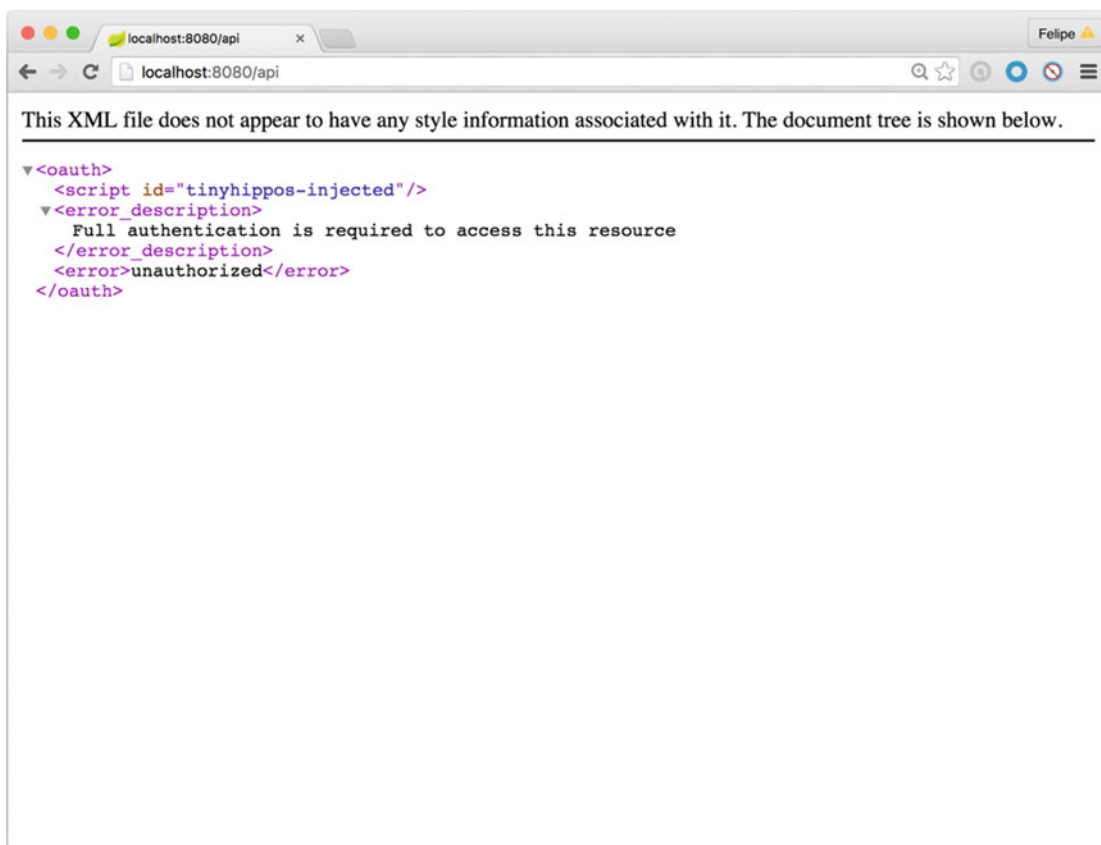 localhost:8080/api
Felipe
localhost:8080/api
This XML file does not appear to have any style information associated with it. The document tree is shown below.
▼<oauth>
<script id="tinyhippos-injected"/>
▼<error_description>
Full authentication is required to access this resource
</error_description>
<error>unauthorized</error>
</oauth>